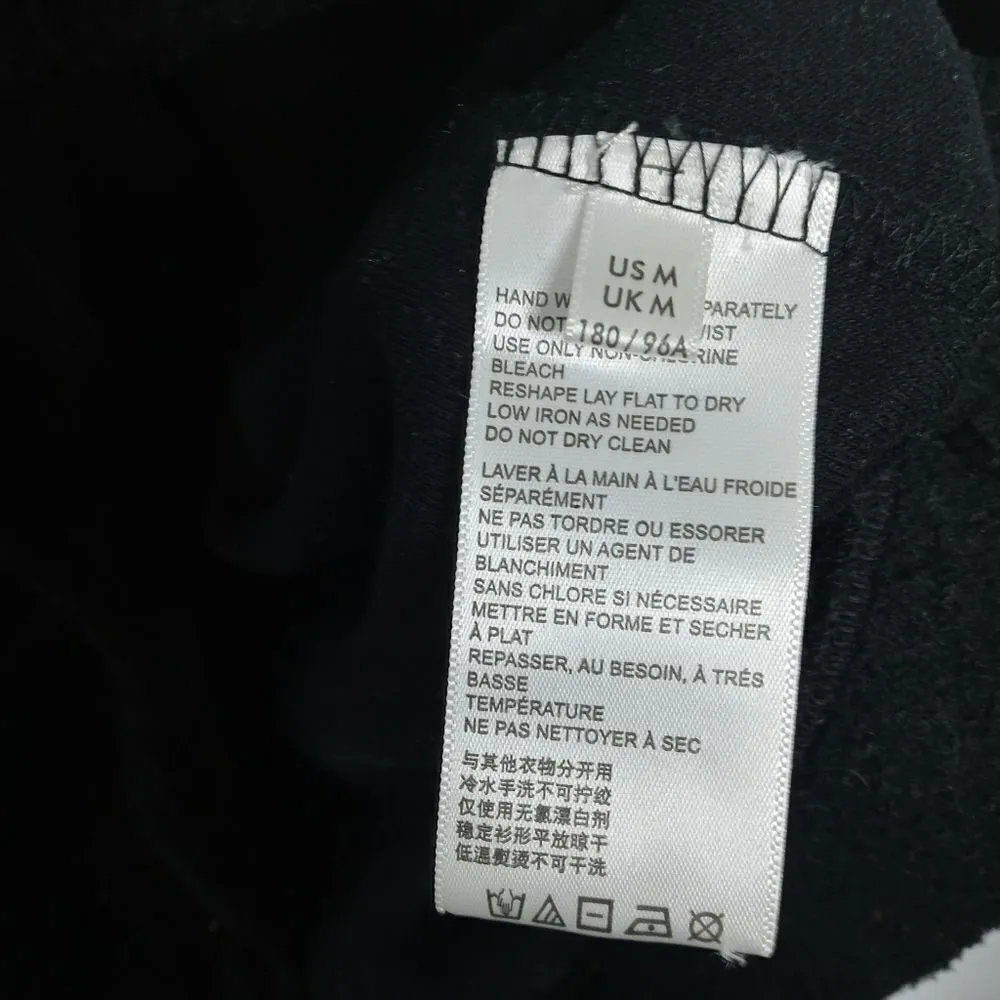 US M
UK M
180/96A
HAND W PARATELY
DO NOT IST
USE ONLY NON-CHLORINE
BLEACH
RESHAPE LAY FLAT TO DRY
LOW IRON AS NEEDED
DO NOT DRY CLEAN
LAVER À LA MAIN À L'EAU FROIDE
SÉPARÉMENT
NE PAS TORDRE OU ESSORER
UTILISER UN AGENT DE
BLANCHIMENT
SANS CHLORE SI NÉCESSAIRE
METTRE EN FORME ET SECHER
À PLAT
REPASSER, AU BESOIN, À TRÉS
BASSE
TEMPÉRATURE
NE PAS NETTOYER À SEC
与其他衣物分开用
冷水手洗不可拧绞
仅使用无氯漂白剂
稳定衫形平放晾干
低温熨烫不可干洗